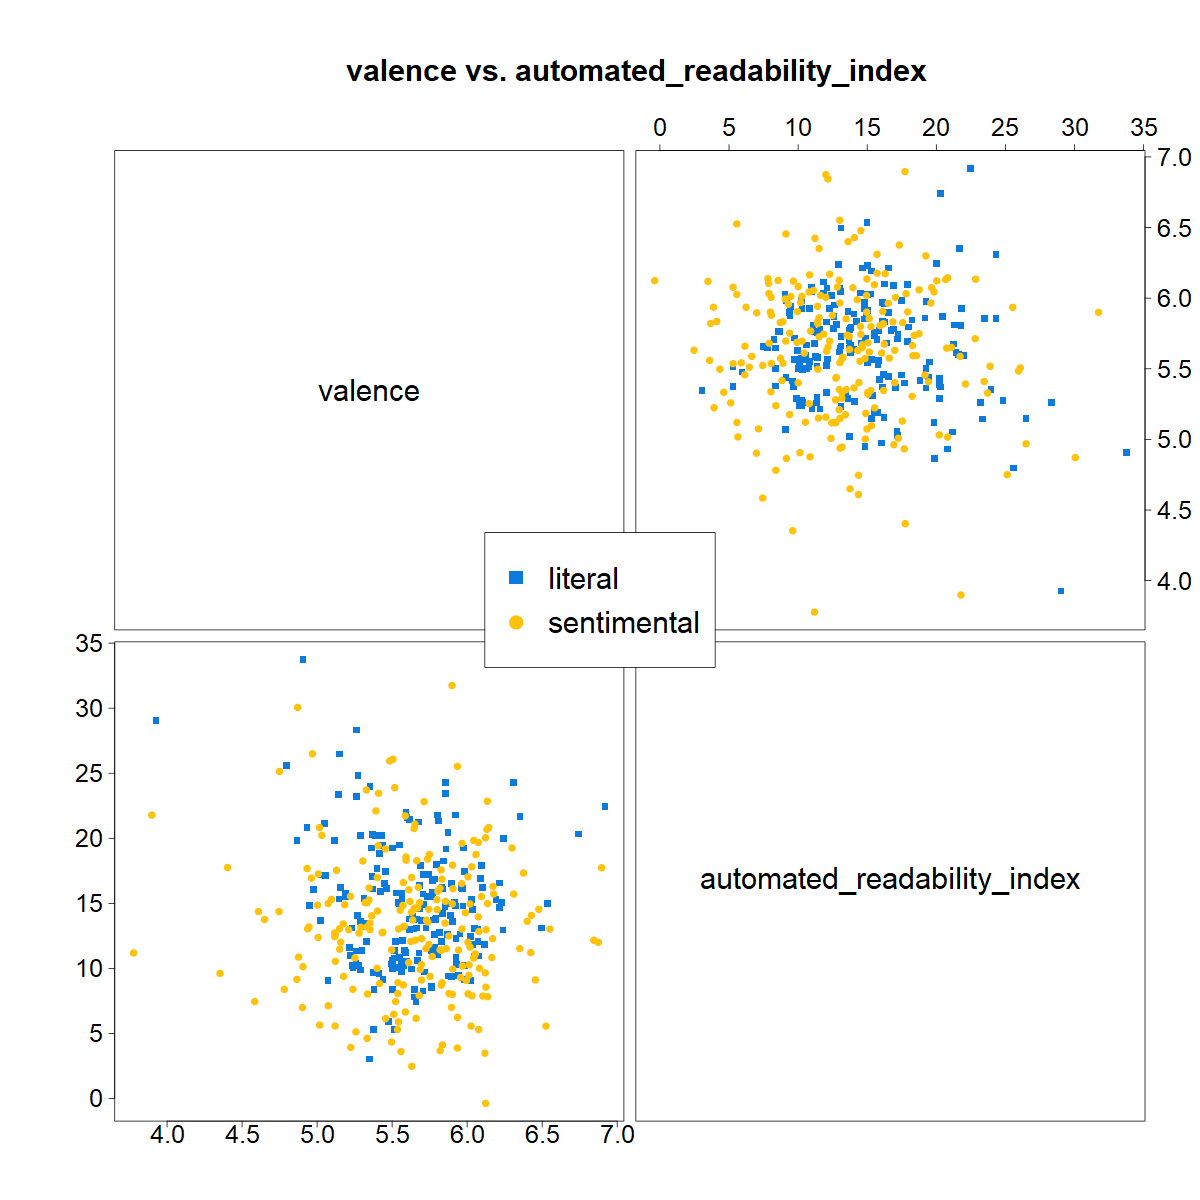 valence vs. automated_readability_index
0 5 10 15 20 25 30 35
7.0
6.5
6.0
5.5
5.0
4.5
4.0
valence
literal
sentimental
35
30
25
20
15
10
5
0
automated_readability_index
4.0 4.5 5.0 5.5 6.0 6.5 7.0